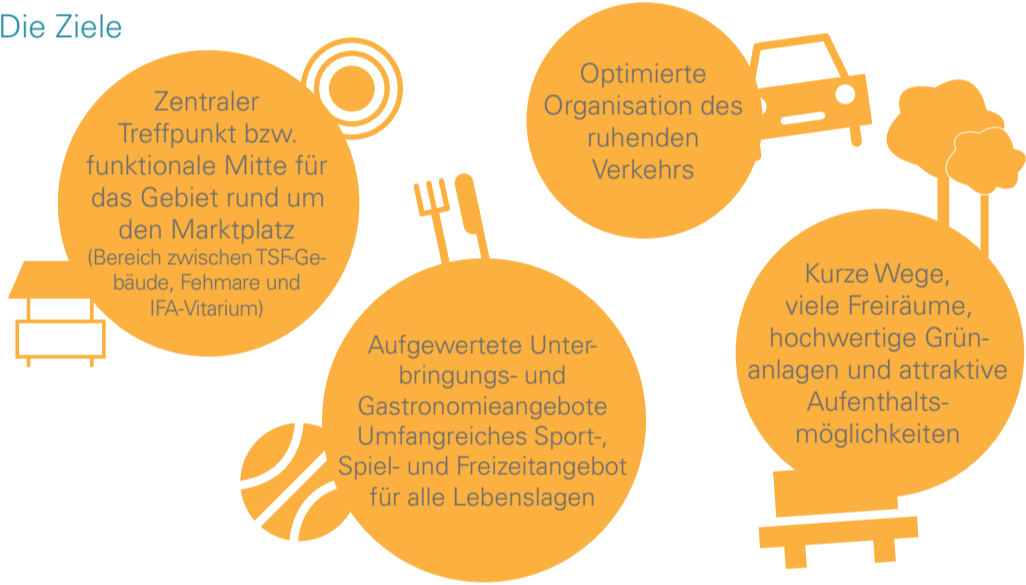 Die Ziele
Zentraler
Treffpunkt bzw.
funktionale Mitte für
das Gebiet rund um
den Marktplatz
(Bereich zwischen TSF-Ge-
bäude, Fehmare und
IFA-Vitarium)
Optimierte
Organisation des
ruhenden
Verkehrs
Aufgewertete Unter-
bringungs- und
Gastronomieangebote
Umfangreiches Sport-,
Spiel- und Freizeitangebot
für alle Lebenslagen
Kurze Wege,
viele Freiräume,
hochwertige Grün-
anlagen und attraktive
Aufenthalts-
möglichkeiten